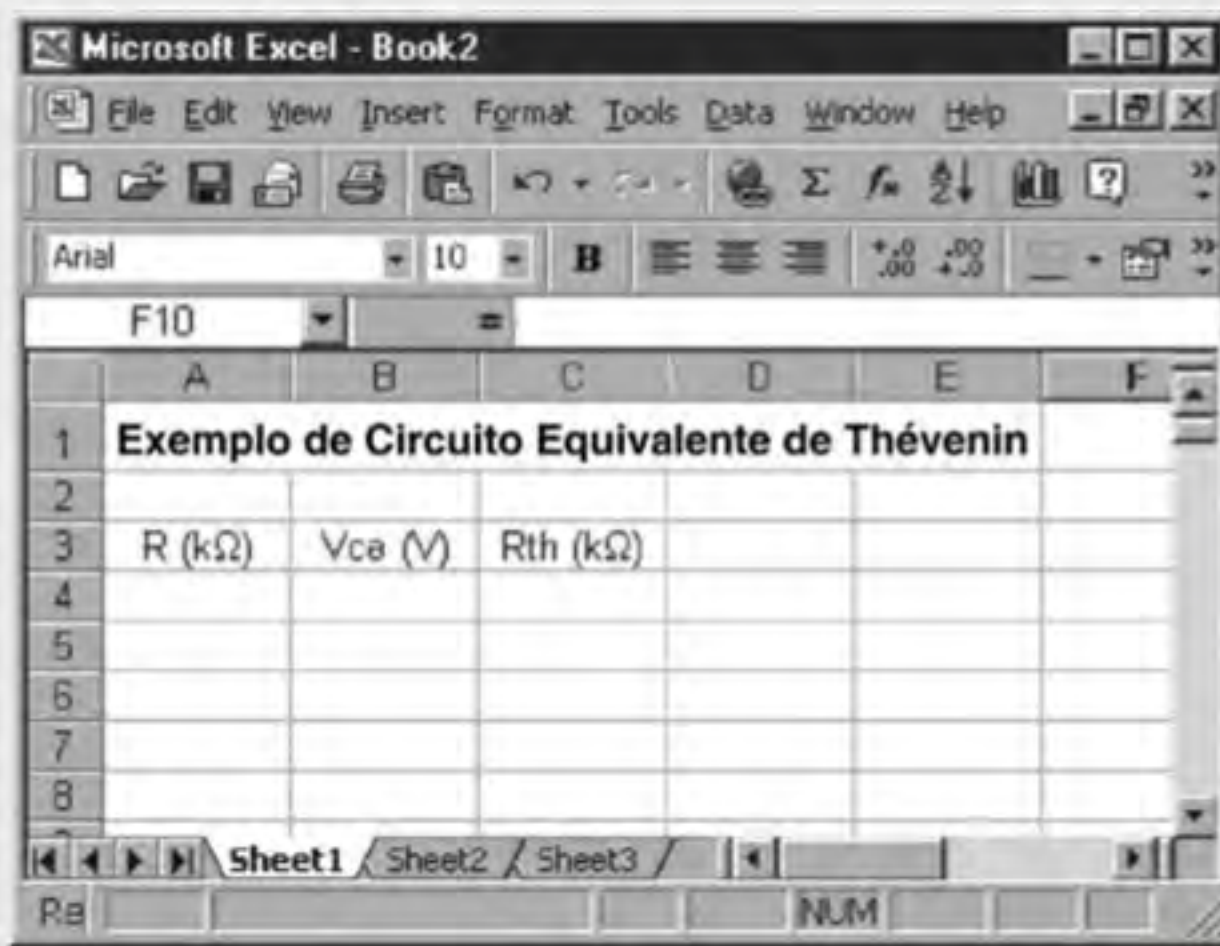 Microsoft Excel - Book2
File Edit View Insert Format Tools Data Window Help
Arial 10 B
F10 =
A B C D E F
1 Exemplo de Circuito Equivalente de Thévenin
2
3 R (kΩ) Vca (V) Rth (kΩ)
4
5
6
7
8
Sheet1 Sheet2 Sheet3
NUM